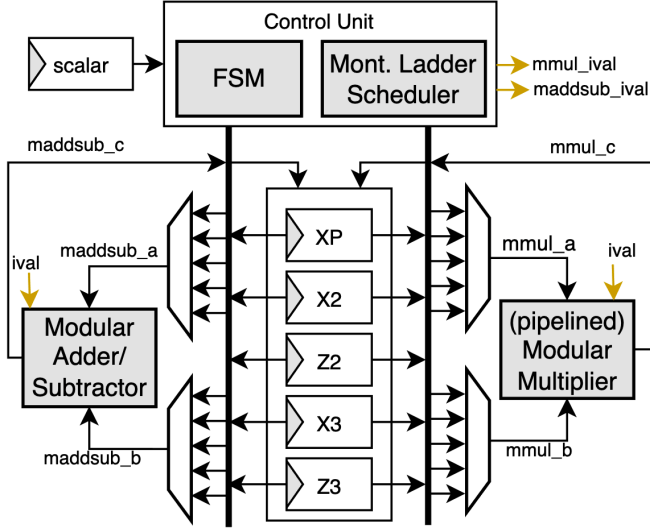 Control Unit
scalar
FSM
Mont. Ladder
Scheduler
mmul_ival
maddsub_ival
maddsub_c
mmul_c
XP
X2
Z2
X3
Z3
maddsub_a
ival
Modular
Adder/
Subtractor
maddsub_b
mmul_a
ival
(pipelined)
Modular
Multiplier
mmul_b